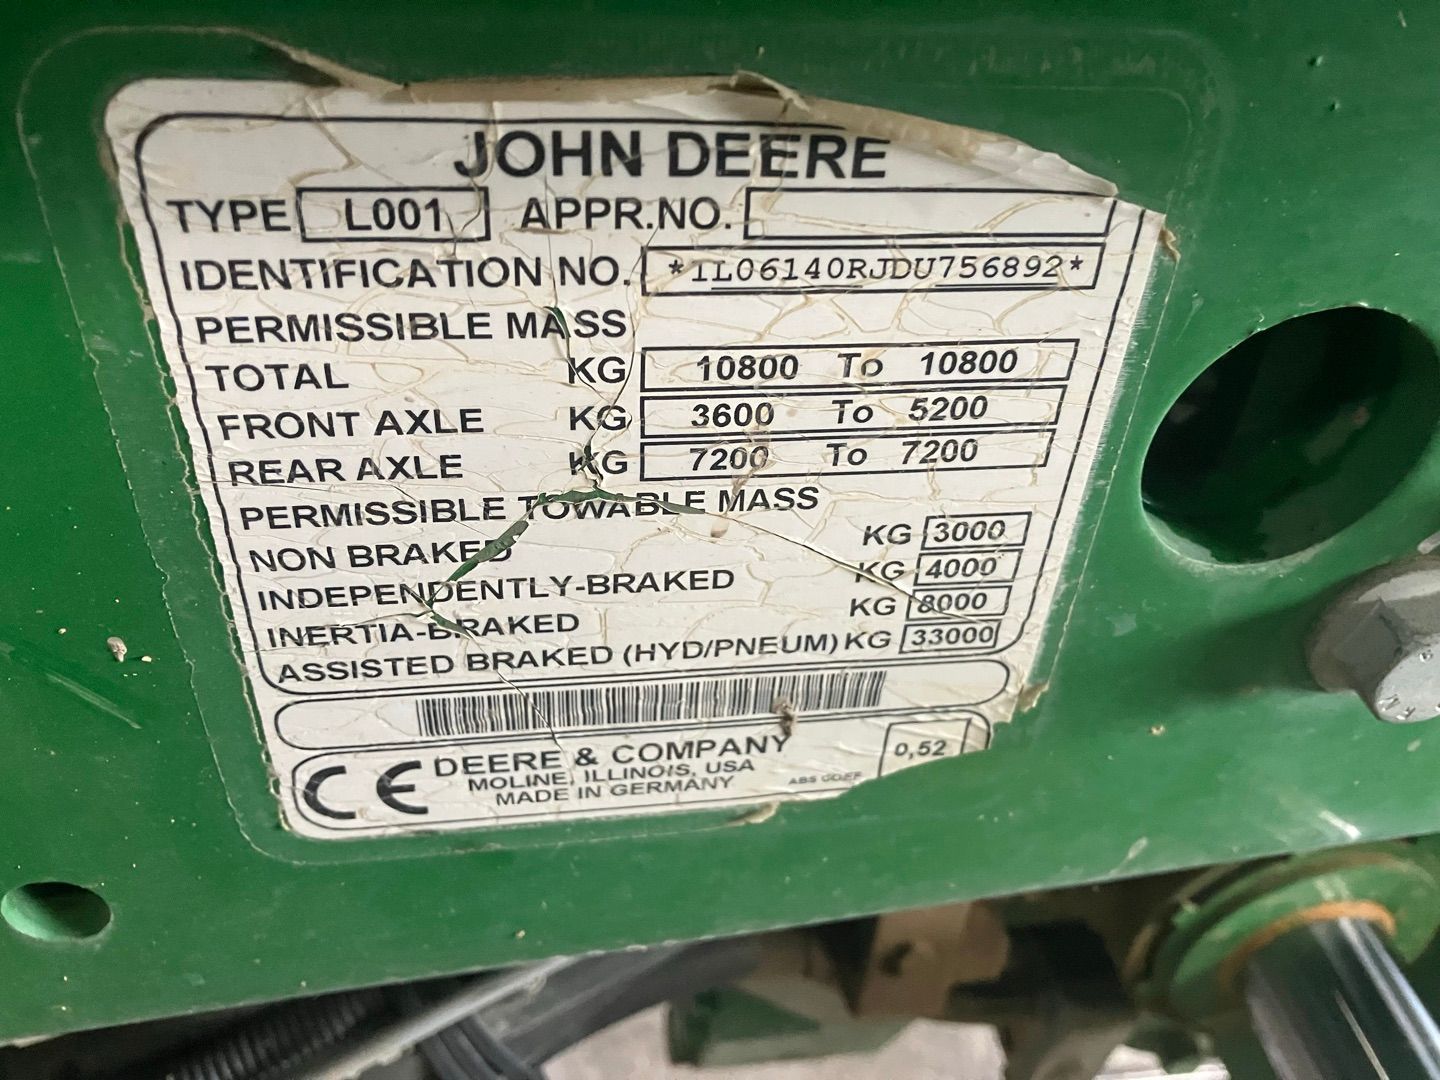 JOHN DEERE
TYPE L001 APPR.NO.
IDENTIFICATION NO. *1L06140RJDU756892*
PERMISSIBLE MASS
TOTAL KG 10800 To 10800
FRONT AXLE KG 3600 To 5200
REAR AXLE KG 7200 To 7200
PERMISSIBLE TOWABLE MASS
NON BRAKED KG 3000
INDEPENDENTLY-BRAKED KG 4000
INERTIA-BRAKED KG 8000
ASSISTED BRAKED (HYD/PNEUM) KG 33000
CE DEERE & COMPANY
MOLINE, ILLINOIS, USA
MADE IN GERMANY
ABS COEF 0,52